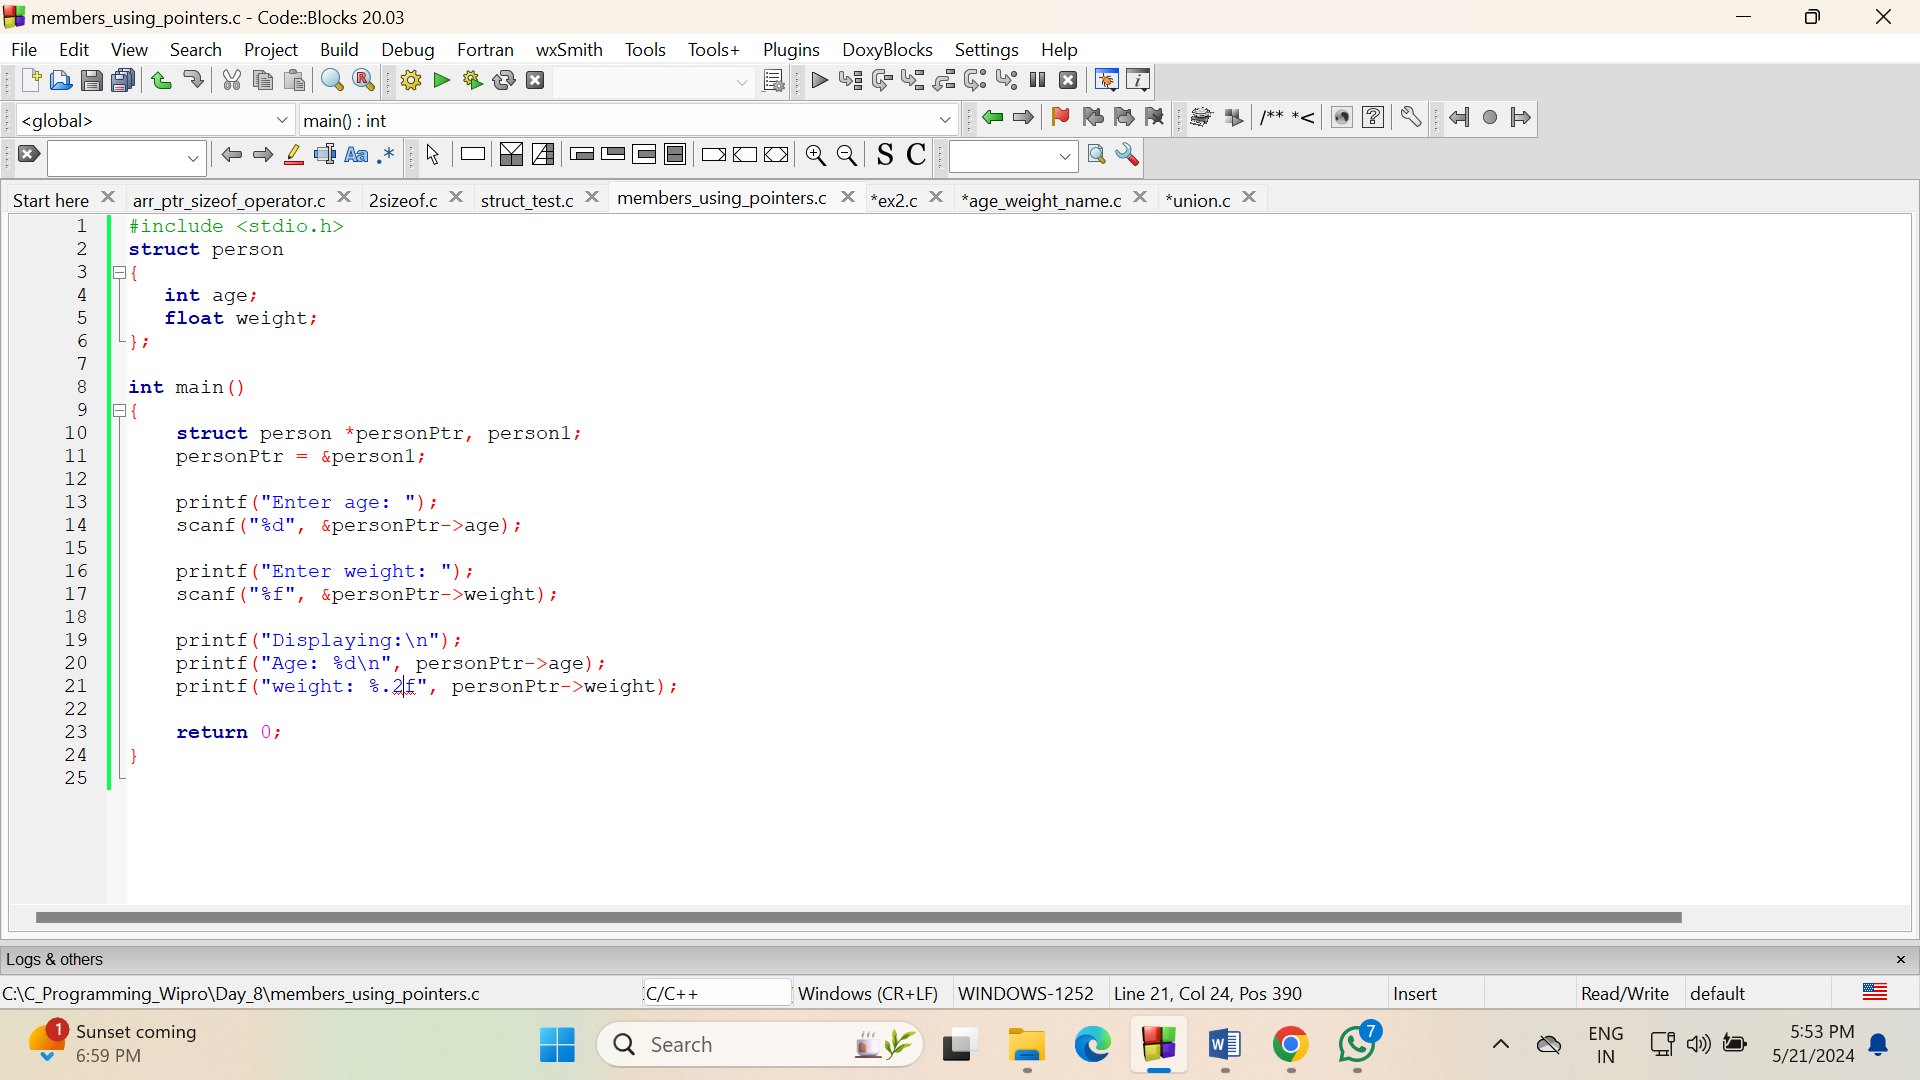 members_using_pointers.c - Code::Blocks 20.03
File Edit View Search Project Build Debug Fortran wxSmith Tools Tools+ Plugins DoxyBlocks Settings Help
<global> main() : int /** *<
Aa .* S C
Start here arr_ptr_sizeof_operator.c 2sizeof.c struct_test.c members_using_pointers.c *ex2.c *age_weight_name.c *union.c
1 #include <stdio.h>
2 struct person
3 {
4 int age;
5 float weight;
6 };
7
8 int main()
9 {
10 struct person *personPtr, person1;
11 personPtr = &person1;
12
13 printf("Enter age: ");
14 scanf("%d", &personPtr->age);
15
16 printf("Enter weight: ");
17 scanf("%f", &personPtr->weight);
18
19 printf("Displaying:\n");
20 printf("Age: %d\n", personPtr->age);
21 printf("weight: %.2f", personPtr->weight);
22
23 return 0;
24 }
25
Logs & others
C:\C_Programming_Wipro\Day_8\members_using_pointers.c C/C++ Windows (CR+LF) WINDOWS-1252 Line 21, Col 24, Pos 390 Insert Read/Write default
1 Sunset coming
6:59 PM
Search
7
ENG
IN
5:53 PM
5/21/2024